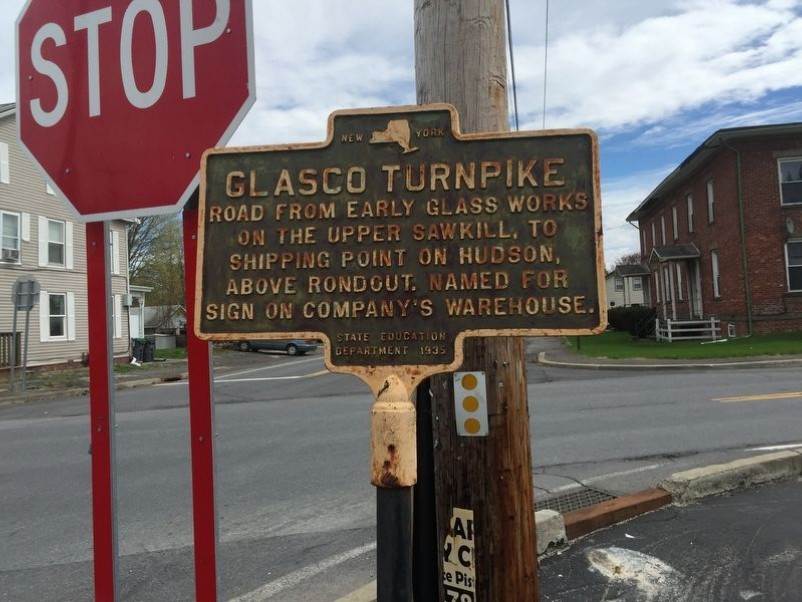 STOP
NEW YORK
GLASCO TURNPIKE
ROAD FROM EARLY GLASS WORKS
ON THE UPPER SAWKILL, TO
SHIPPING POINT ON HUDSON,
ABOVE RONDOUT. NAMED FOR
SIGN ON COMPANY'S WAREHOUSE.
STATE EDUCATION
DEPARTMENT 1935